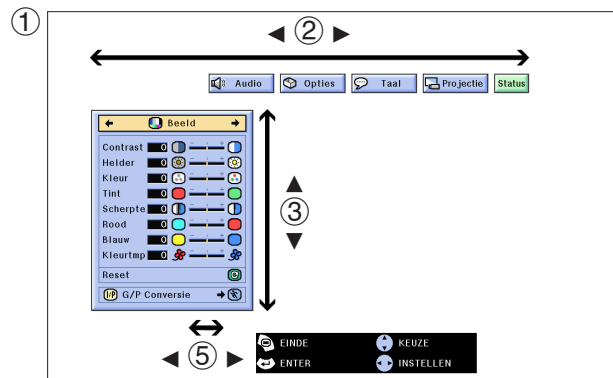 ①
◄ ② ►
Audio Opties Taal Projectie Status
Beeld
Contrast 0
Helder 0
Kleur 0
Tint 0
Scherpte 0
Rood 0
Blauw 0
Kleurtmp 0
Reset
I/P G/P Conversie
▲
③
▼
◄ ⑤ ►
EINDE KEUZE
ENTER INSTELLEN